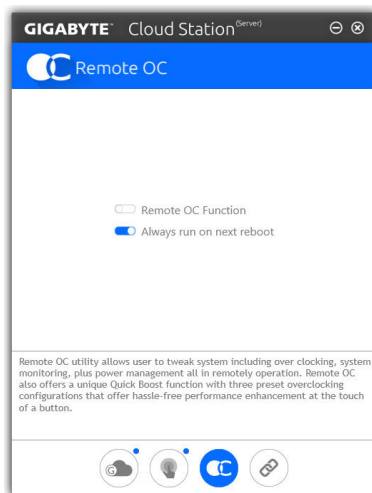 GIGABYTE™ Cloud Station (Server)
Remote OC
Remote OC Function
Always run on next reboot
Remote OC utility allows user to tweak system including over clocking, system
monitoring, plus power management all in remotely operation. Remote OC
also offers a unique Quick Boost function with three preset overclocking
configurations that offer hassle-free performance enhancement at the touch
of a button.
G